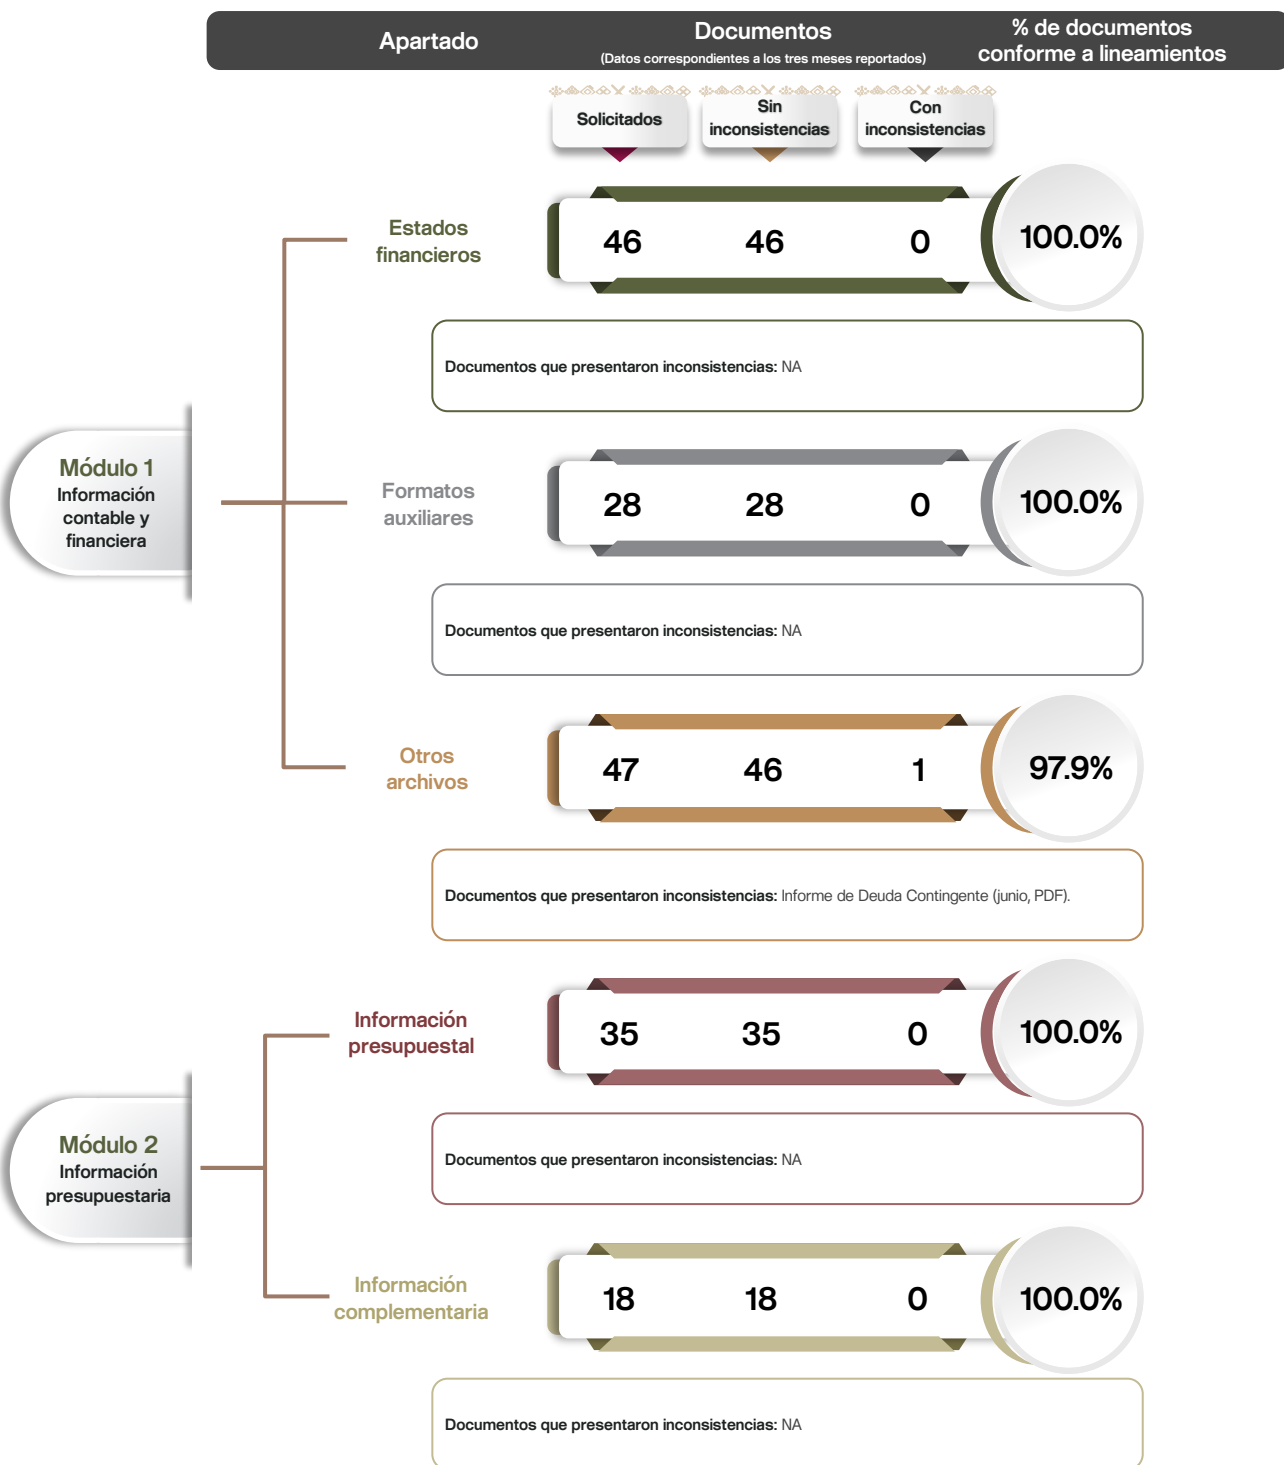 Apartado
Documentos
(Datos correspondientes a los tres meses reportados)
% de documentos
conforme a lineamientos
Solicitados
Sin
inconsistencias
Con
inconsistencias
Módulo 1
Información
contable y
financiera
Estados
financieros
46 46 0 100.0%
Documentos que presentaron inconsistencias: NA
Formatos
auxiliares
28 28 0 100.0%
Documentos que presentaron inconsistencias: NA
Otros
archivos
47 46 1 97.9%
Documentos que presentaron inconsistencias: Informe de Deuda Contingente (junio, PDF).
Módulo 2
Información
presupuestaria
Información
presupuestal
35 35 0 100.0%
Documentos que presentaron inconsistencias: NA
Información
complementaria
18 18 0 100.0%
Documentos que presentaron inconsistencias: NA